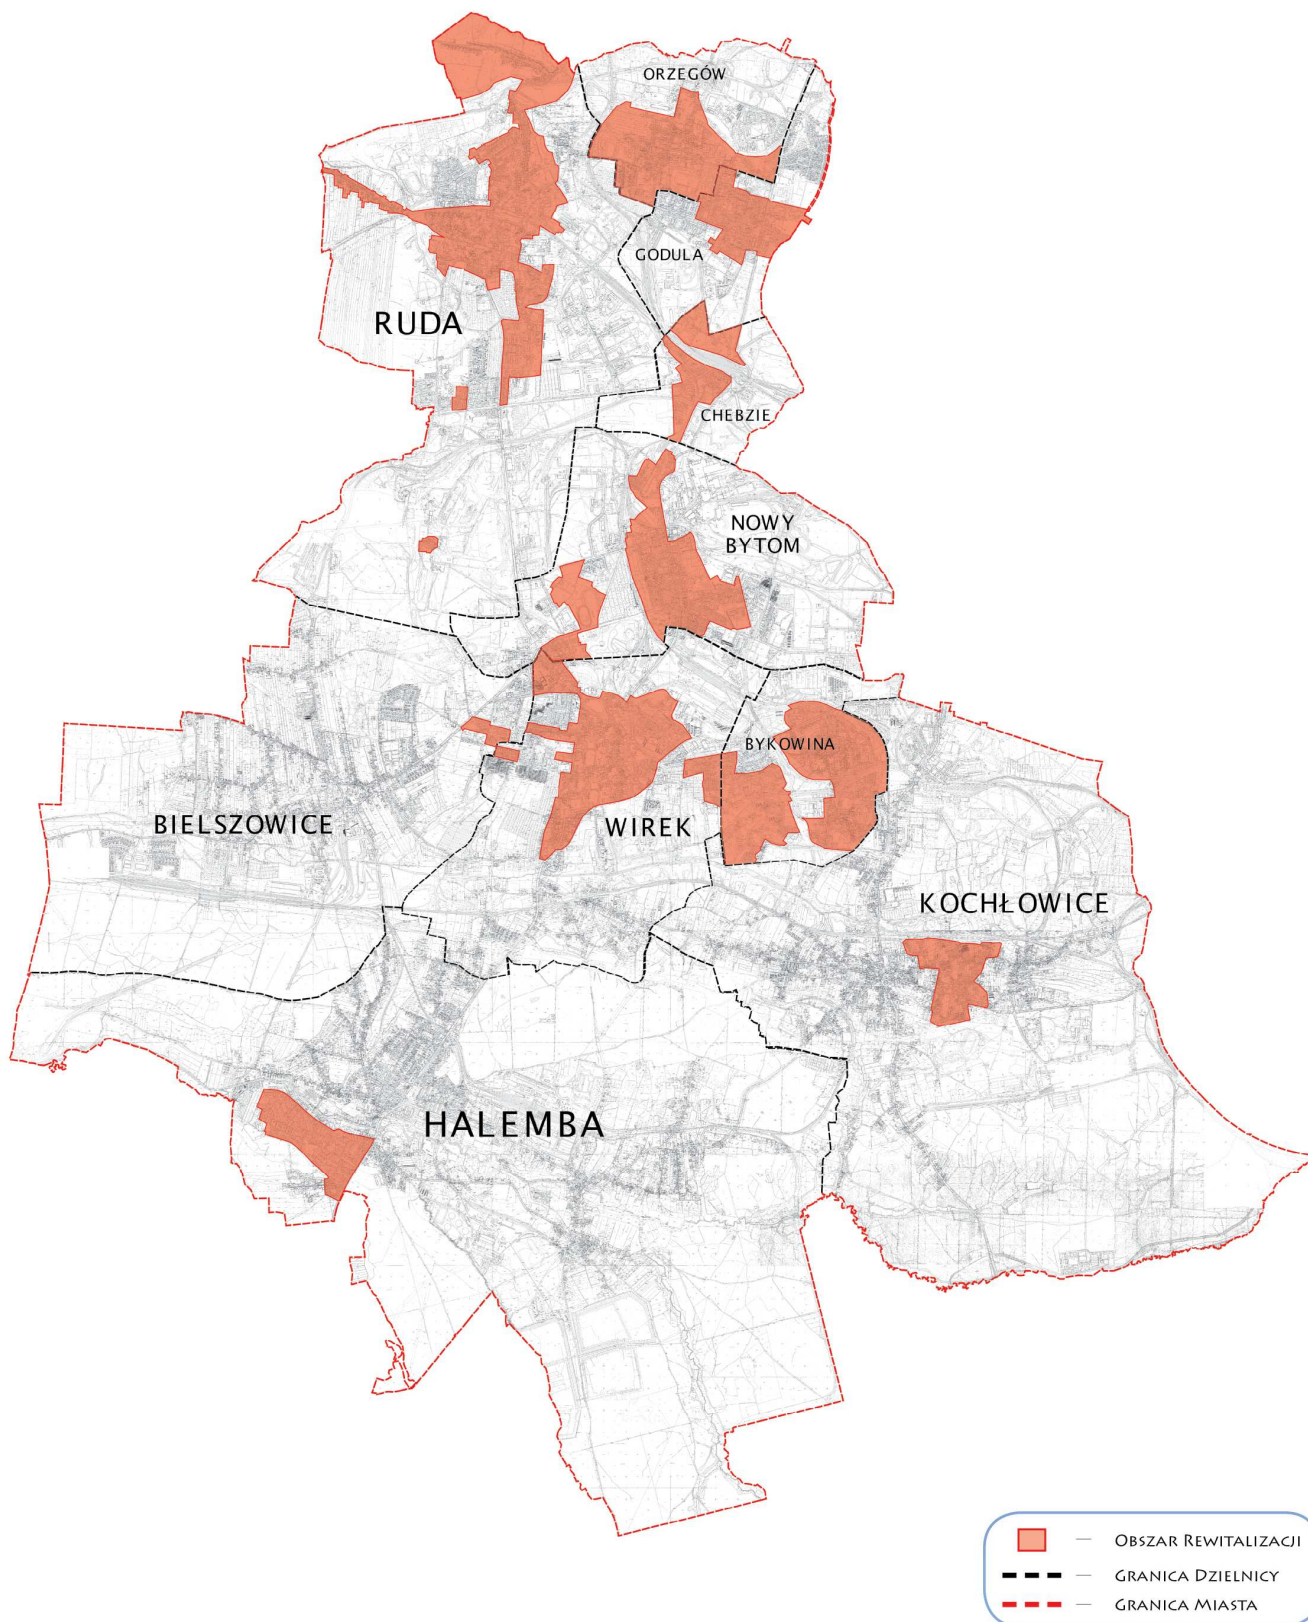 ORZEGÓW
GODULA
RUDA
CHEBZIE
NOWY
BYTOM
BYKOWINA
BIELSZOWICE
WIREK
KOCHŁOWICE
HALEMBA
— OBSZAR REWITALIZACJI
— GRANICA DZIELNICY
— GRANICA MIASTA